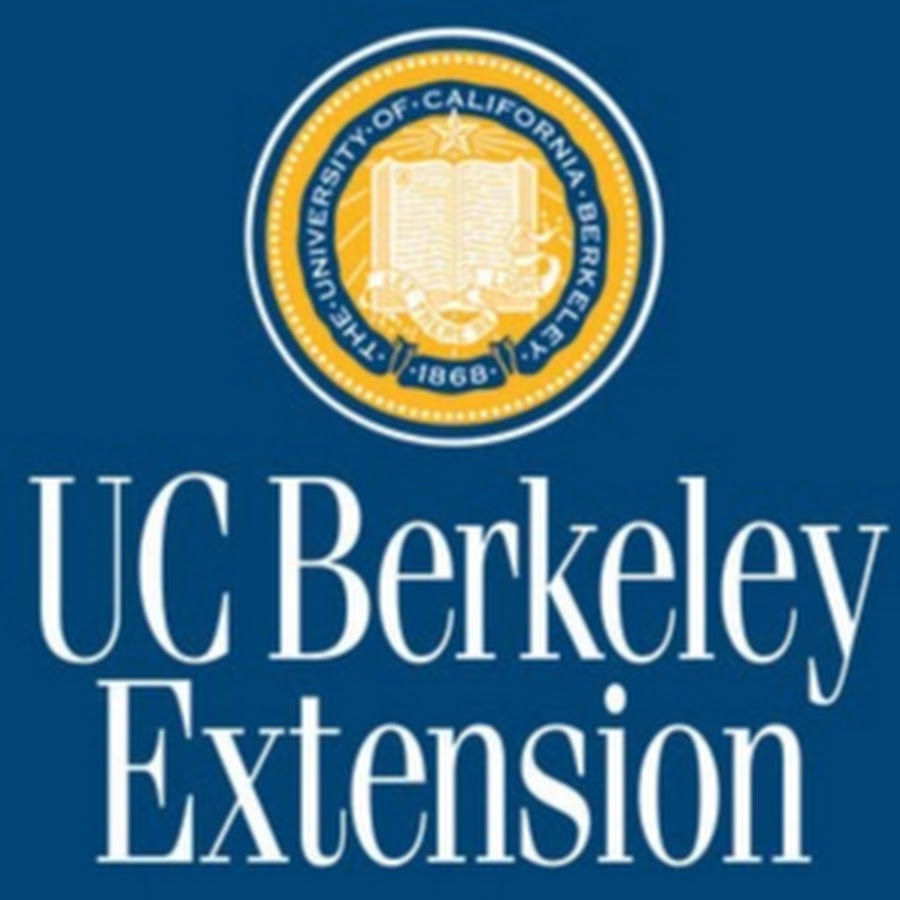 THE·UNIVERSITY·OF·CALIFORNIA·BERKELEY
·1868·
UC Berkeley
Extension